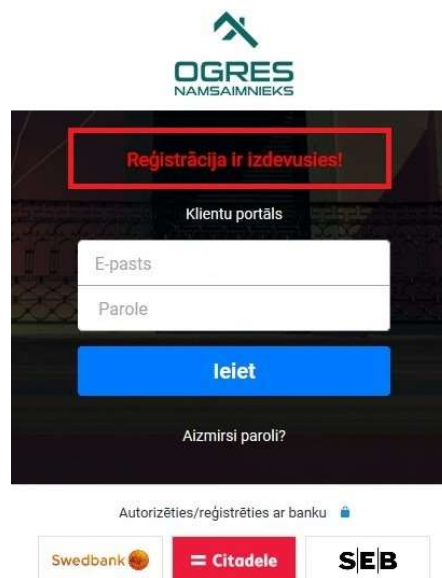 OGRES
NAMSAIMNIEKS
Reģistrācija ir izdevusies!
Klientu portāls
E-pasts
Parole
Ieiet
Aizmirsi paroli?
Autorizēties/reģistrēties ar banku
Swedbank
Citadele
SEB